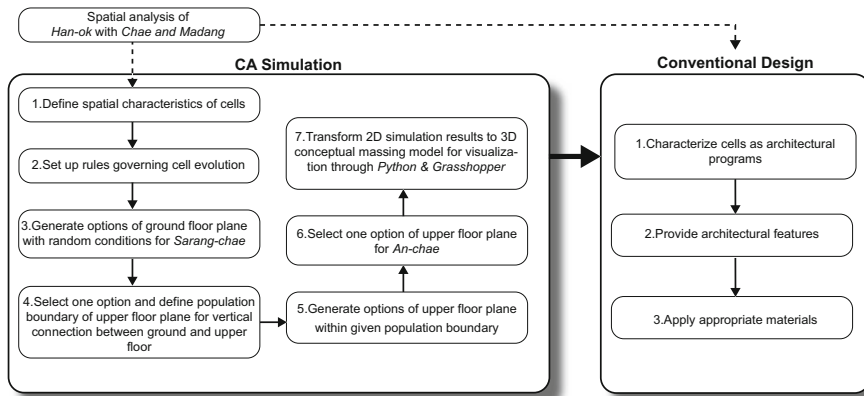 Spatial analysis of
Han-ok with Chae and Madang
CA Simulation
1.Define spatial characteristics of cells
2.Set up rules governing cell evolution
3.Generate options of ground floor plane
with random conditions for Sarang-chae
4.Select one option and define population
boundary of upper floor plane for vertical
connection between ground and upper
floor
5.Generate options of upper floor plane
within given population boundary
6.Select one option of upper floor plane
for An-chae
7.Transform 2D simulation results to 3D
conceptual massing model for visualiza-
tion through Python & Grasshopper
Conventional Design
1.Characterize cells as architectural
programs
2.Provide architectural features
3.Apply appropriate materials